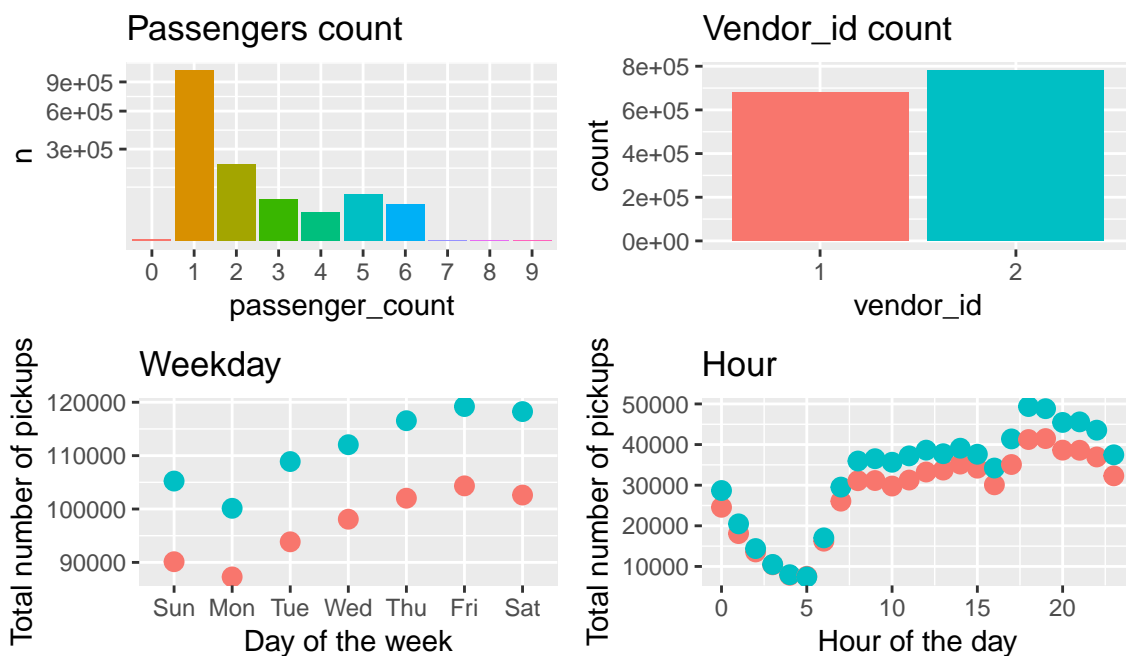 Passengers count
n
9e+05
6e+05
3e+05
0 1 2 3 4 5 6 7 8 9
passenger_count
Vendor_id count
count
8e+05
6e+05
4e+05
2e+05
0e+00
1 2
vendor_id
Weekday
Total number of pickups
120000
110000
100000
90000
Sun Mon Tue Wed Thu Fri Sat
Day of the week
Hour
Total number of pickups
50000
40000
30000
20000
10000
0 5 10 15 20
Hour of the day